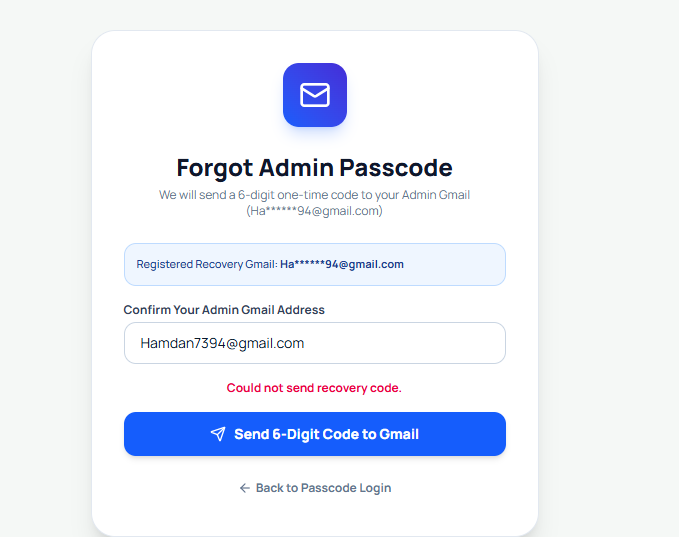 Forgot Admin Passcode
We will send a 6-digit one-time code to your Admin Gmail
(Ha******94@gmail.com)
Registered Recovery Gmail: Ha******94@gmail.com
Confirm Your Admin Gmail Address
Hamdan7394@gmail.com
Could not send recovery code.
Send 6-Digit Code to Gmail
← Back to Passcode Login